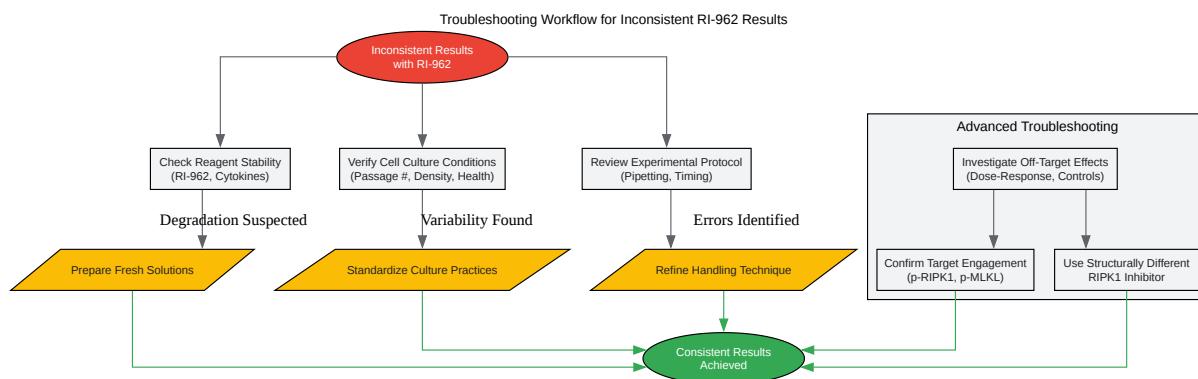 Troubleshooting Workflow for Inconsistent RI-962 Results
Inconsistent Results
with RI-962
Advanced Troubleshooting
Check Reagent Stability
(RI-962, Cytokines)
Verify Cell Culture Conditions
(Passage #, Density, Health)
Review Experimental Protocol
(Pipetting, Timing)
Investigate Off-Target Effects
(Dose-Response, Controls)
Degradation Suspected
Variability Found
Errors Identified
Prepare Fresh Solutions
Standardize Culture Practices
Refine Handling Technique
Confirm Target Engagement
(p-RIPK1, p-MLKL)
Use Structurally Different
RIPK1 Inhibitor
Consistent Results
Achieved